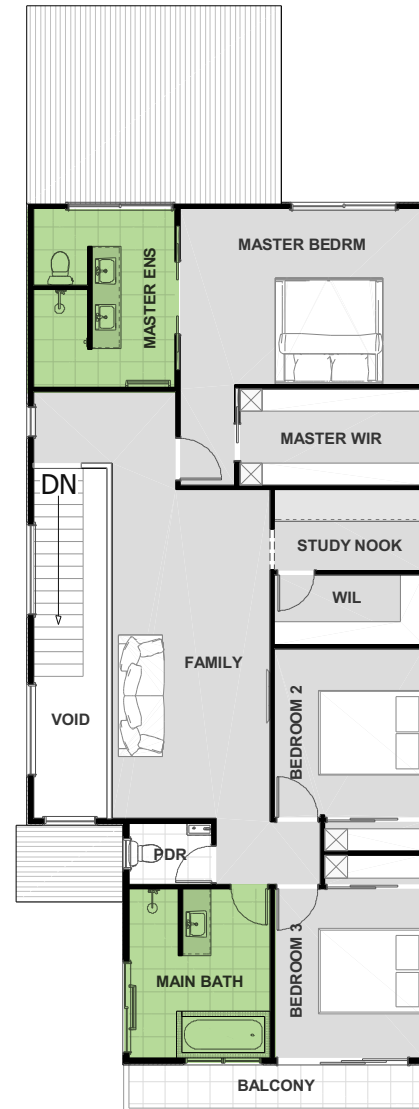 MASTER BEDRM
MASTER ENS
MASTER WIR
DN
STUDY NOOK
WIL
FAMILY
BEDROOM 2
VOID
PDR
MAIN BATH
BEDROOM 3
BALCONY